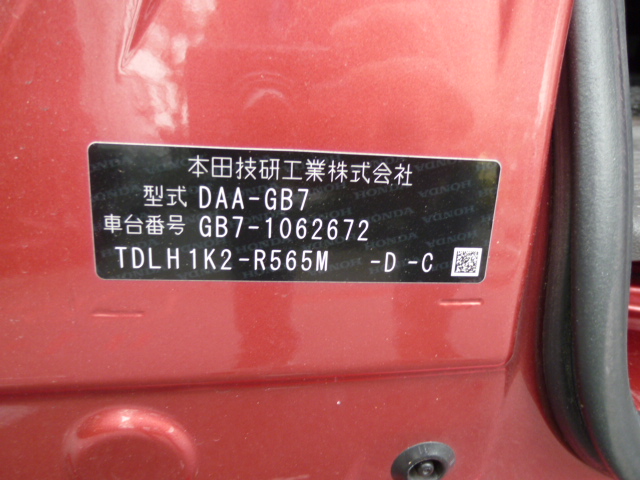 本田技研工業株式会社
型式 DAA-GB7
車台番号 GB7-1062672
TDLH1K2-R565M -D -C